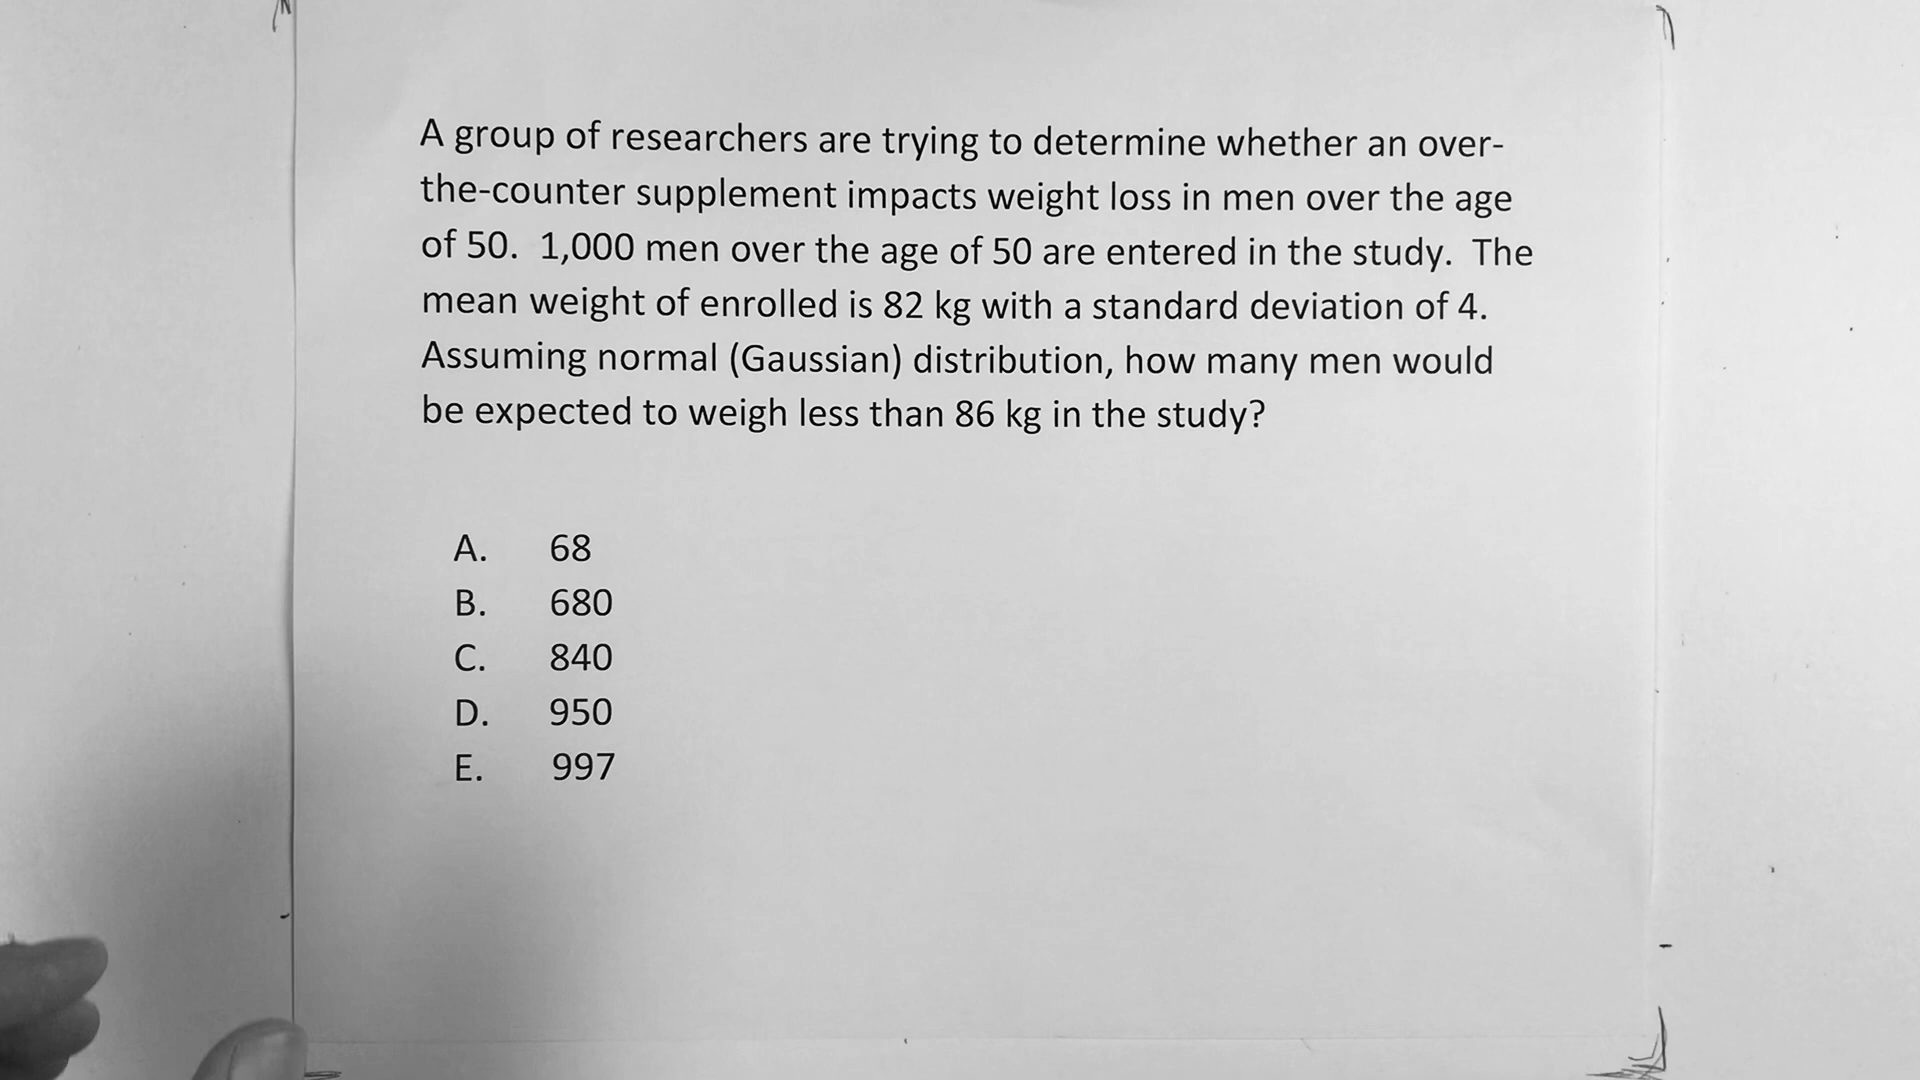 A group of researchers are trying to determine whether an over-
the-counter supplement impacts weight loss in men over the age
of 50.  1,000 men over the age of 50 are entered in the study.  The
mean weight of enrolled is 82 kg with a standard deviation of 4.
Assuming normal (Gaussian) distribution, how many men would
be expected to weigh less than 86 kg in the study?
A. 68
B. 680
C. 840
D. 950
E. 997